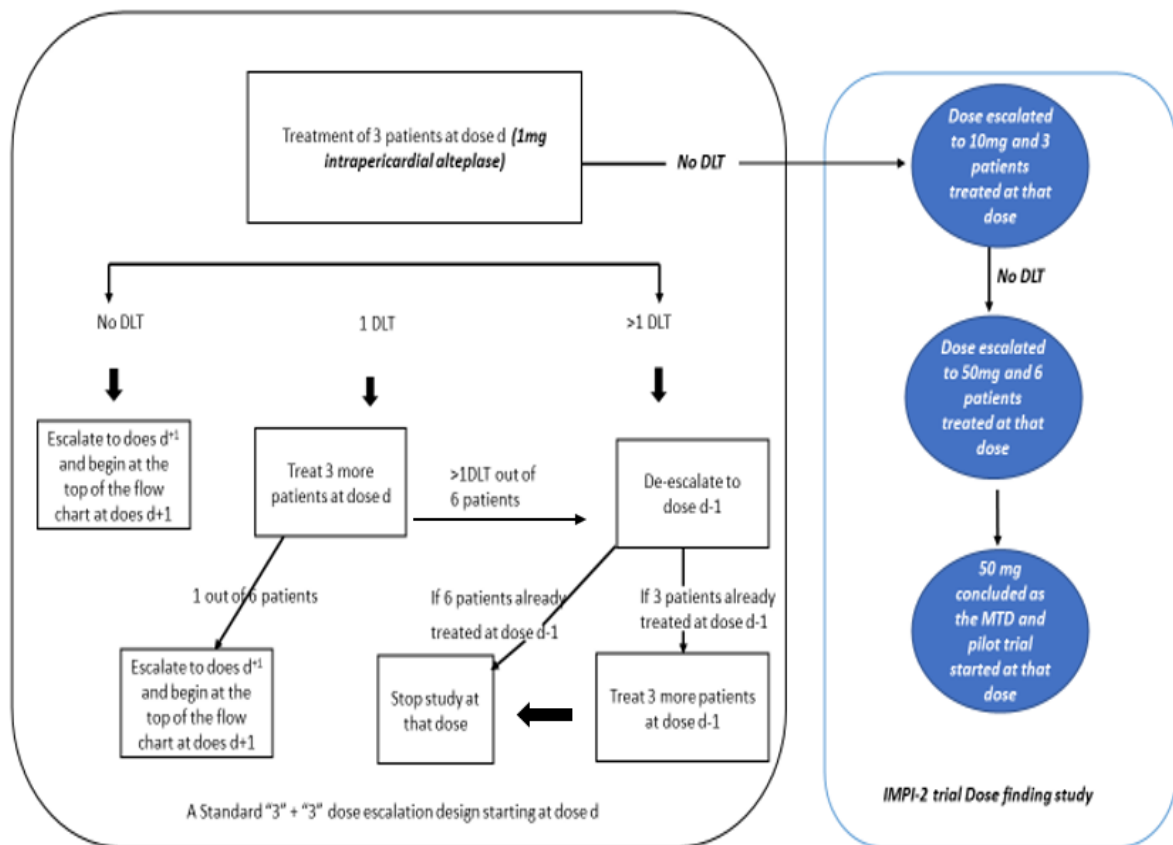 Treatment of 3 patients at dose d (1mg
intrapericardial alteplase)
No DLT
Dose escalated
to 10mg and 3
patients
treated at that
dose
No DLT
No DLT
1 DLT
>1 DLT
Dose escalated
to 50mg and 6
patients
treated at that
dose
Escalate to does d+1
and begin at the
top of the flow
chart at does d+1
Treat 3 more
patients at dose d
>1DLT out of
6 patients
De-escalate to
dose d-1
1 out of 6 patients
If 6 patients already
treated at dose d-1
If 3 patients already
treated at dose d-1
50 mg
concluded as
the MTD and
pilot trial
started at that
dose
Escalate to does d+1
and begin at the
top of the flow
chart at does d+1
Stop study at
that dose
Treat 3 more patients
at dose d-1
A Standard “3” + “3” dose escalation design starting at dose d
IMPI-2 trial Dose finding study